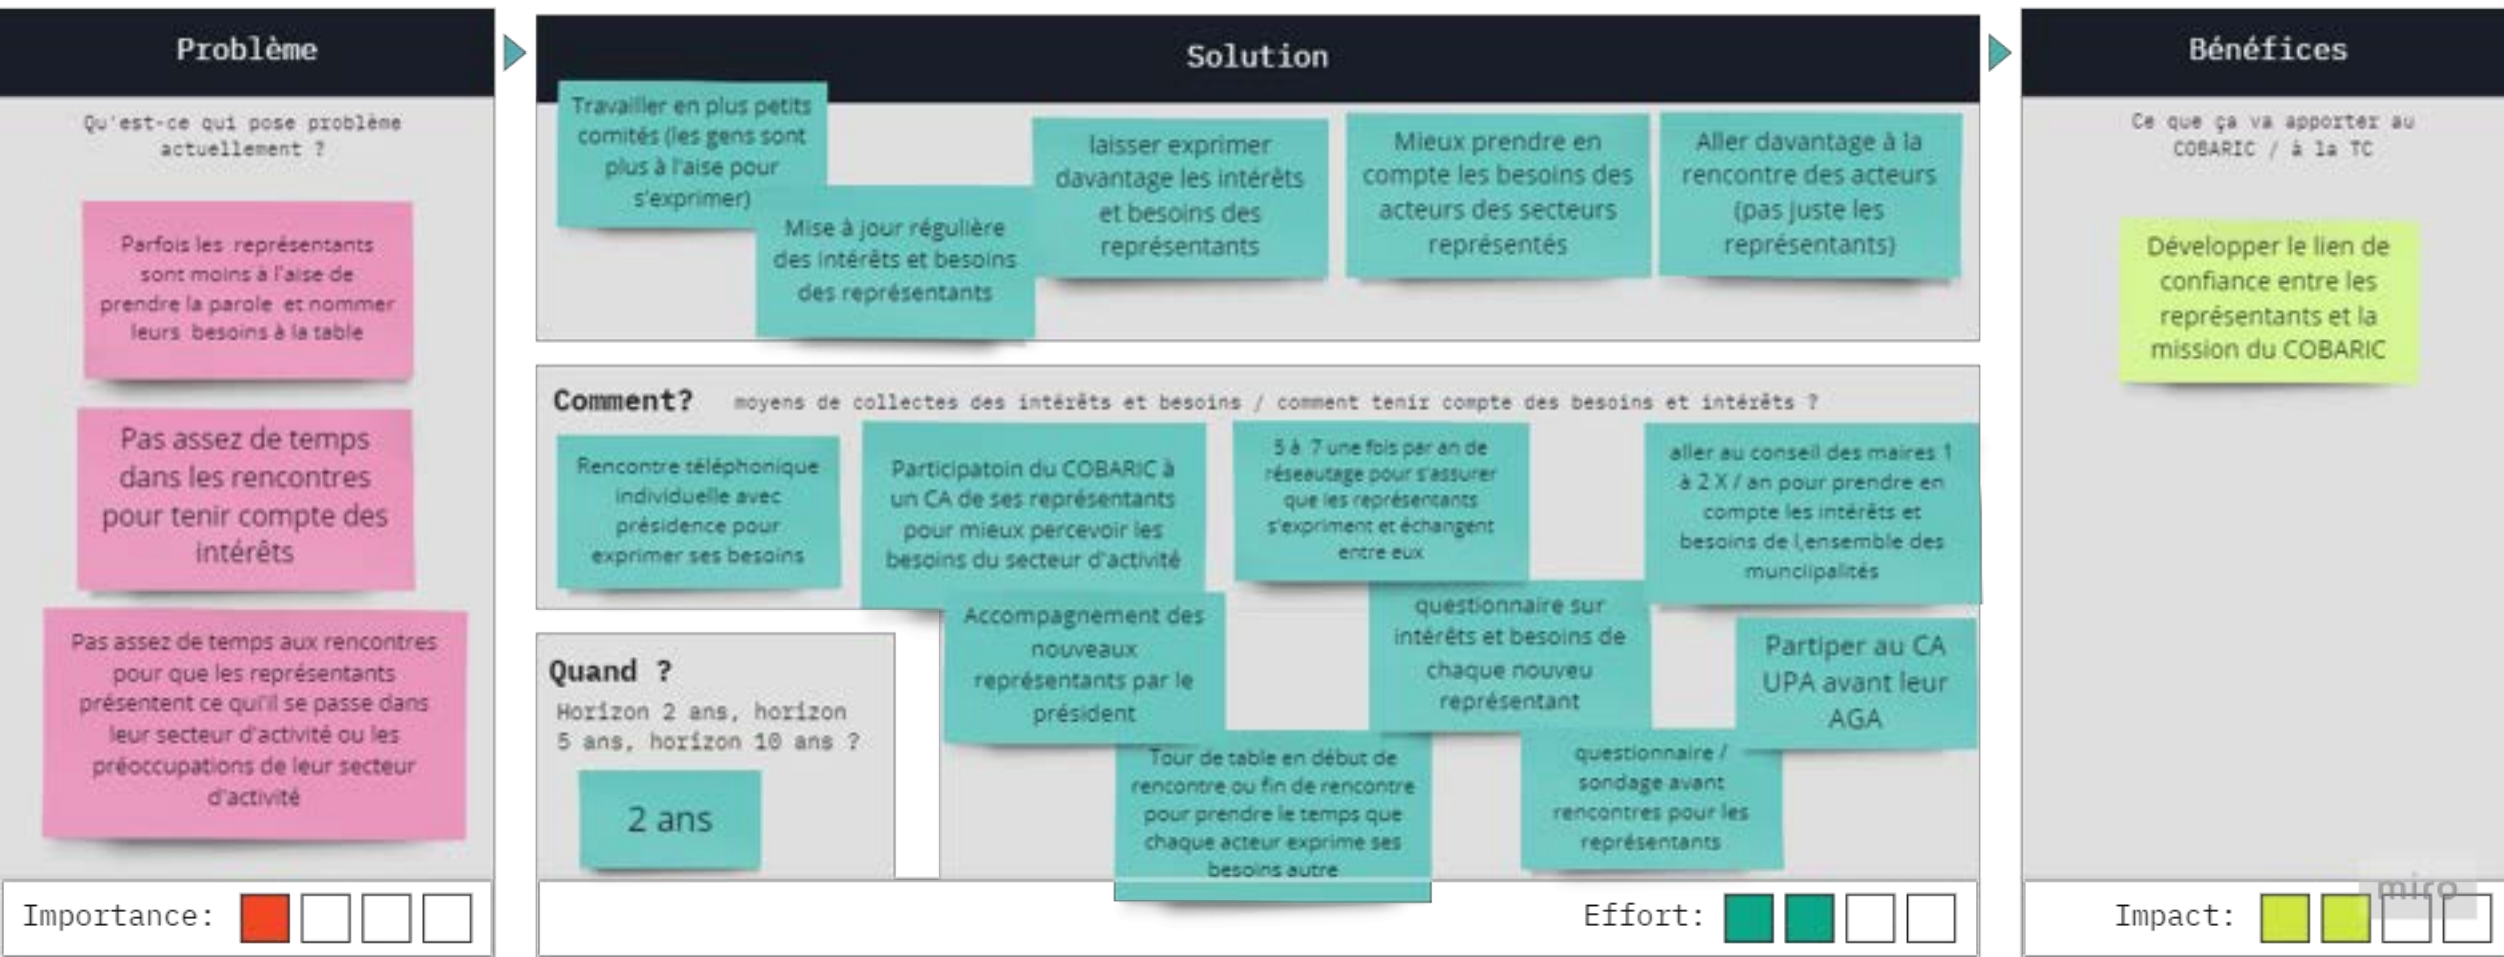 Problème
Qu'est-ce qui pose problème
actuellement ?
Parfois les représentants
sont moins à l'aise de
prendre la parole et nommer
leurs besoins à la table
Pas assez de temps
dans les rencontres
pour tenir compte des
intérêts
Pas assez de temps aux rencontres
pour que les représentants
présentent ce qu'il se passe dans
leur secteur d'activité ou les
préoccupations de leur secteur
d'activité
Importance:
Solution
Travailler en plus petits
comités (les gens sont
plus à l'aise pour
s'exprimer)
Mise à jour régulière
des intérêts et besoins
des représentants
laisser exprimer
davantage les intérêts
et besoins des
représentants
Mieux prendre en
compte les besoins des
acteurs des secteurs
représentés
Aller davantage à la
rencontre des acteurs
(pas juste les
représentants)
Comment? moyens de collectes des intérêts et besoins / comment tenir compte des besoins et intérêts ?
Rencontre téléphonique
individuelle avec
présidence pour
exprimer ses besoins
Participatoin du COBARIC à
un CA de ses représentants
pour mieux percevoir les
besoins du secteur d'activité
5 à 7 une fois par an de
réseautage pour s'assurer
que les représentants
s'expriment et échangent
entre eux
aller au conseil des maires 1
à 2 X / an pour prendre en
compte les intérêts et
besoins de l,ensemble des
munciipalités
Accompagnement des
nouveaux
représentants par le
président
questionnaire sur
intérêts et besoins de
chaque nouveu
représentant
Partiper au CA
UPA avant leur
AGA
Tour de table en début de
rencontre ou fin de rencontre
pour prendre le temps que
chaque acteur exprime ses
besoins autre
questionnaire /
sondage avant
rencontres pour les
représentants
Quand ?
Horizon 2 ans, horizon
5 ans, horizon 10 ans ?
2 ans
Effort:
Bénéfices
Ce que ça va apporter au
COBARIC / à la TC
Développer le lien de
confiance entre les
représentants et la
mission du COBARIC
Impact:
miro